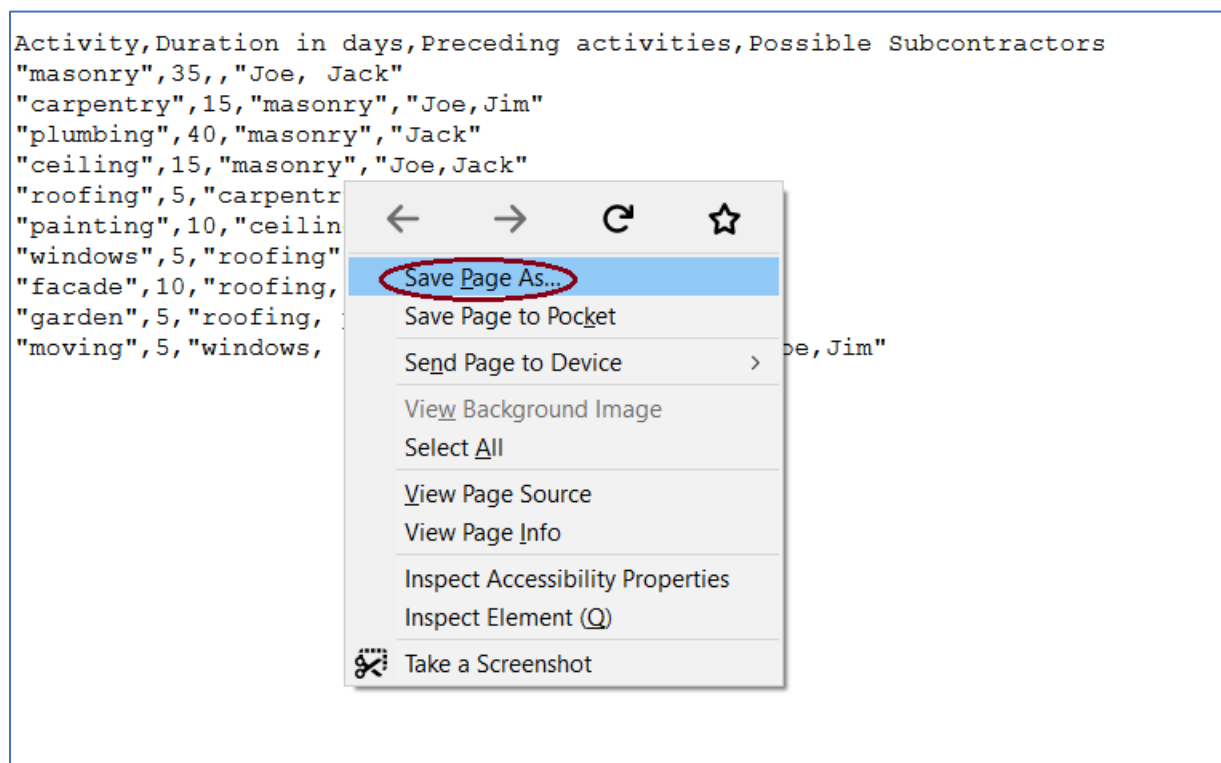 Activity,Duration in days,Preceding activities,Possible Subcontractors
"masonry",35,,"Joe, Jack"
"carpentry",15,"masonry","Joe,Jim"
"plumbing",40,"masonry","Jack"
"ceiling",15,"masonry","Joe,Jack"
"roofing",5,"carpentr
"painting",10,"ceilin
"windows",5,"roofing"
"facade",10,"roofing,
"garden",5,"roofing,
"moving",5,"windows, oe,Jim"
Save Page As...
Save Page to Pocket
Send Page to Device
View Background Image
Select All
View Page Source
View Page Info
Inspect Accessibility Properties
Inspect Element (Q)
Take a Screenshot